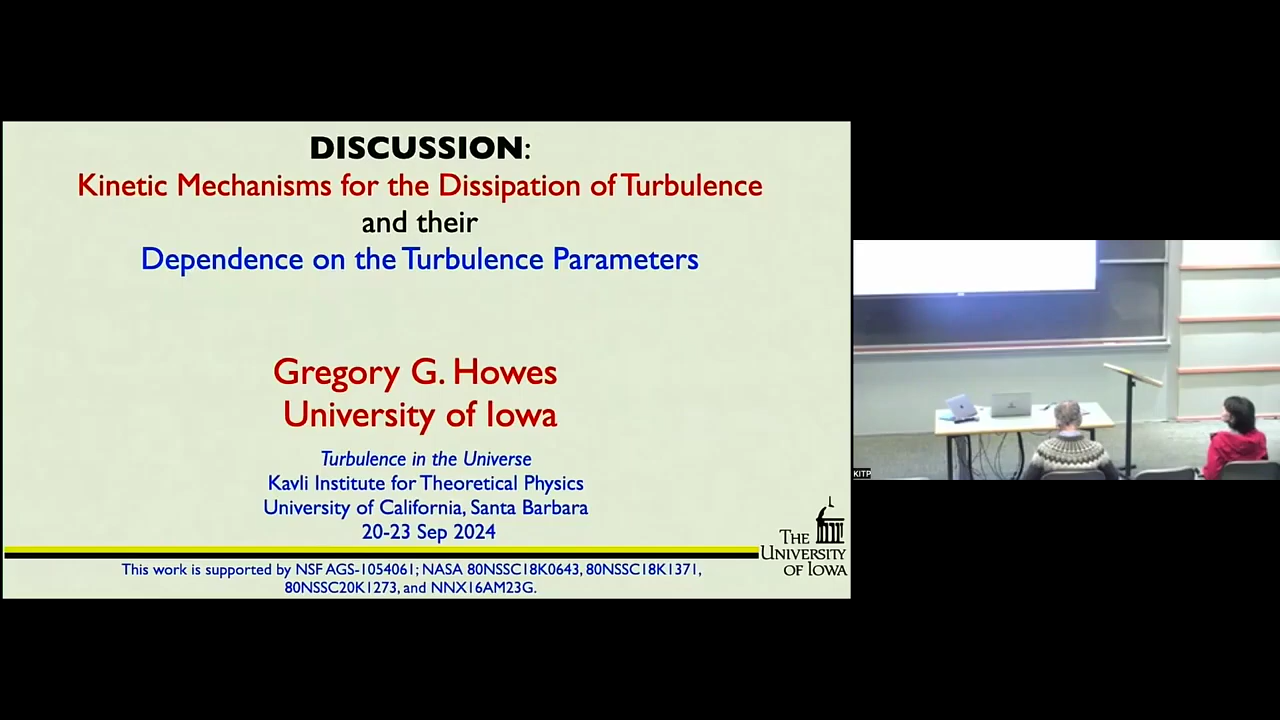 DISCUSSION:
Kinetic Mechanisms for the Dissipation of Turbulence
and their
Dependence on the Turbulence Parameters
Gregory G. Howes
University of Iowa
Turbulence in the Universe
Kavli Institute for Theoretical Physics
University of California, Santa Barbara
20-23 Sep 2024
THE
UNIVERSITY
OF IOWA
This work is supported by NSF AGS-1054061; NASA 80NSSC18K0643, 80NSSC18K1371,
80NSSC20K1273, and NNX16AM23G.
KITP